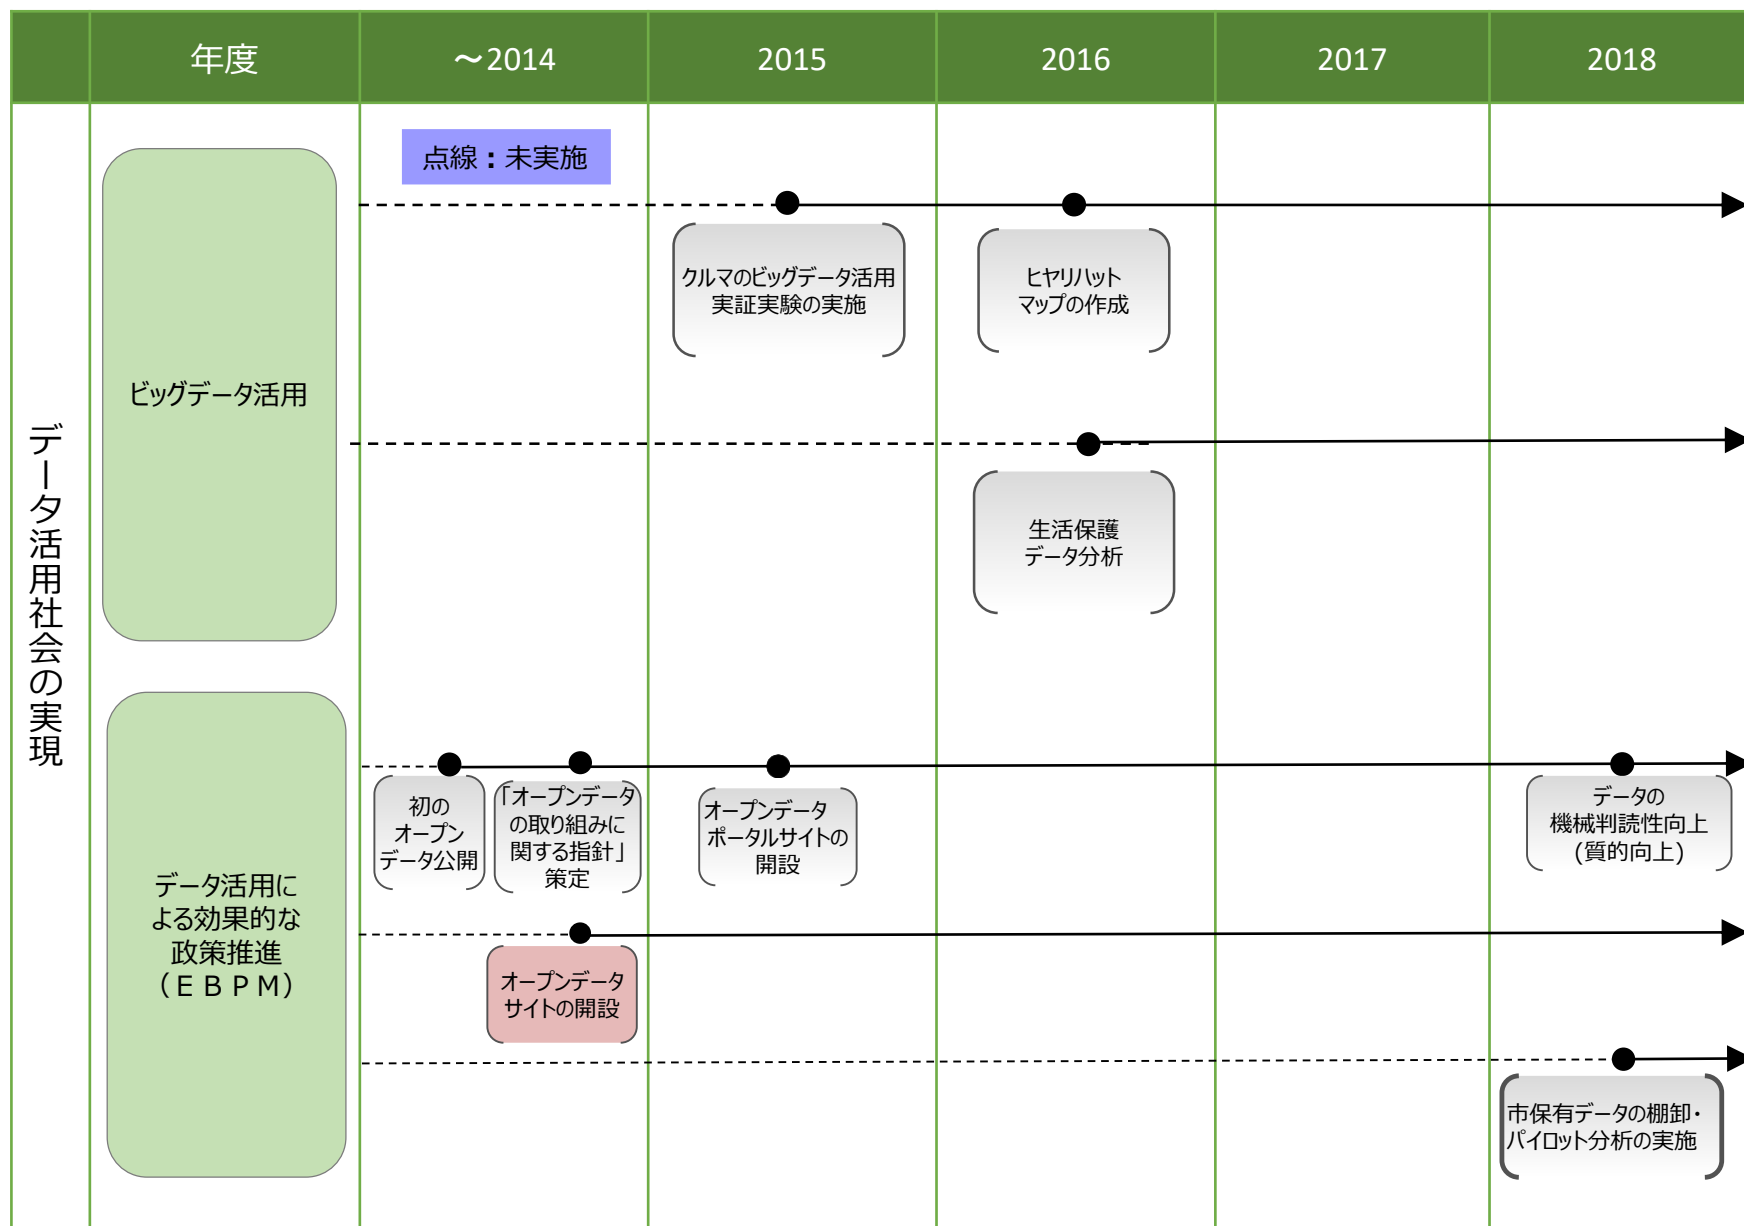 年度
～2014
2015
2016
2017
2018
データ活用社会の実現
点線：未実施
ビッグデータ活用
クルマのビッグデータ活用
実証実験の実施
ヒヤリハット
マップの作成
生活保護
データ分析
データ活用に
よる効果的な
政策推進
（ＥＢＰＭ）
初の
オープン
データ公開
「オープンデータ
の取り組みに
関する指針」
策定
オープンデータ
ポータルサイトの
開設
データの
機械判読性向上
(質的向上)
オープンデータ
サイトの開設
市保有データの棚卸・
パイロット分析の実施